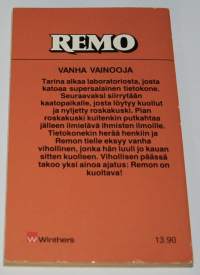 REMO
VANHA VAINOOJA
Tarina alkaa laboratoriosta, josta
katoaa supersalainen tietokone.
Seuraavaksi siirrytään
kaatopaikalle, josta löytyy kuollut
ja nyljetty roskakuski. Pian
roskakuski kuitenkin putkahtaa
jälleen ilmielävä ihmisten ilmoille.
Tietokonekin herää henkiin ja
Remon tielle eksyy vanha
vihollinen, jonka hän luuli jo kauan
sitten kuolleen. Vihollisen päässä
takoo yksi ainoa ajatus: Remon on
kuoltava!
Winthers
13.90